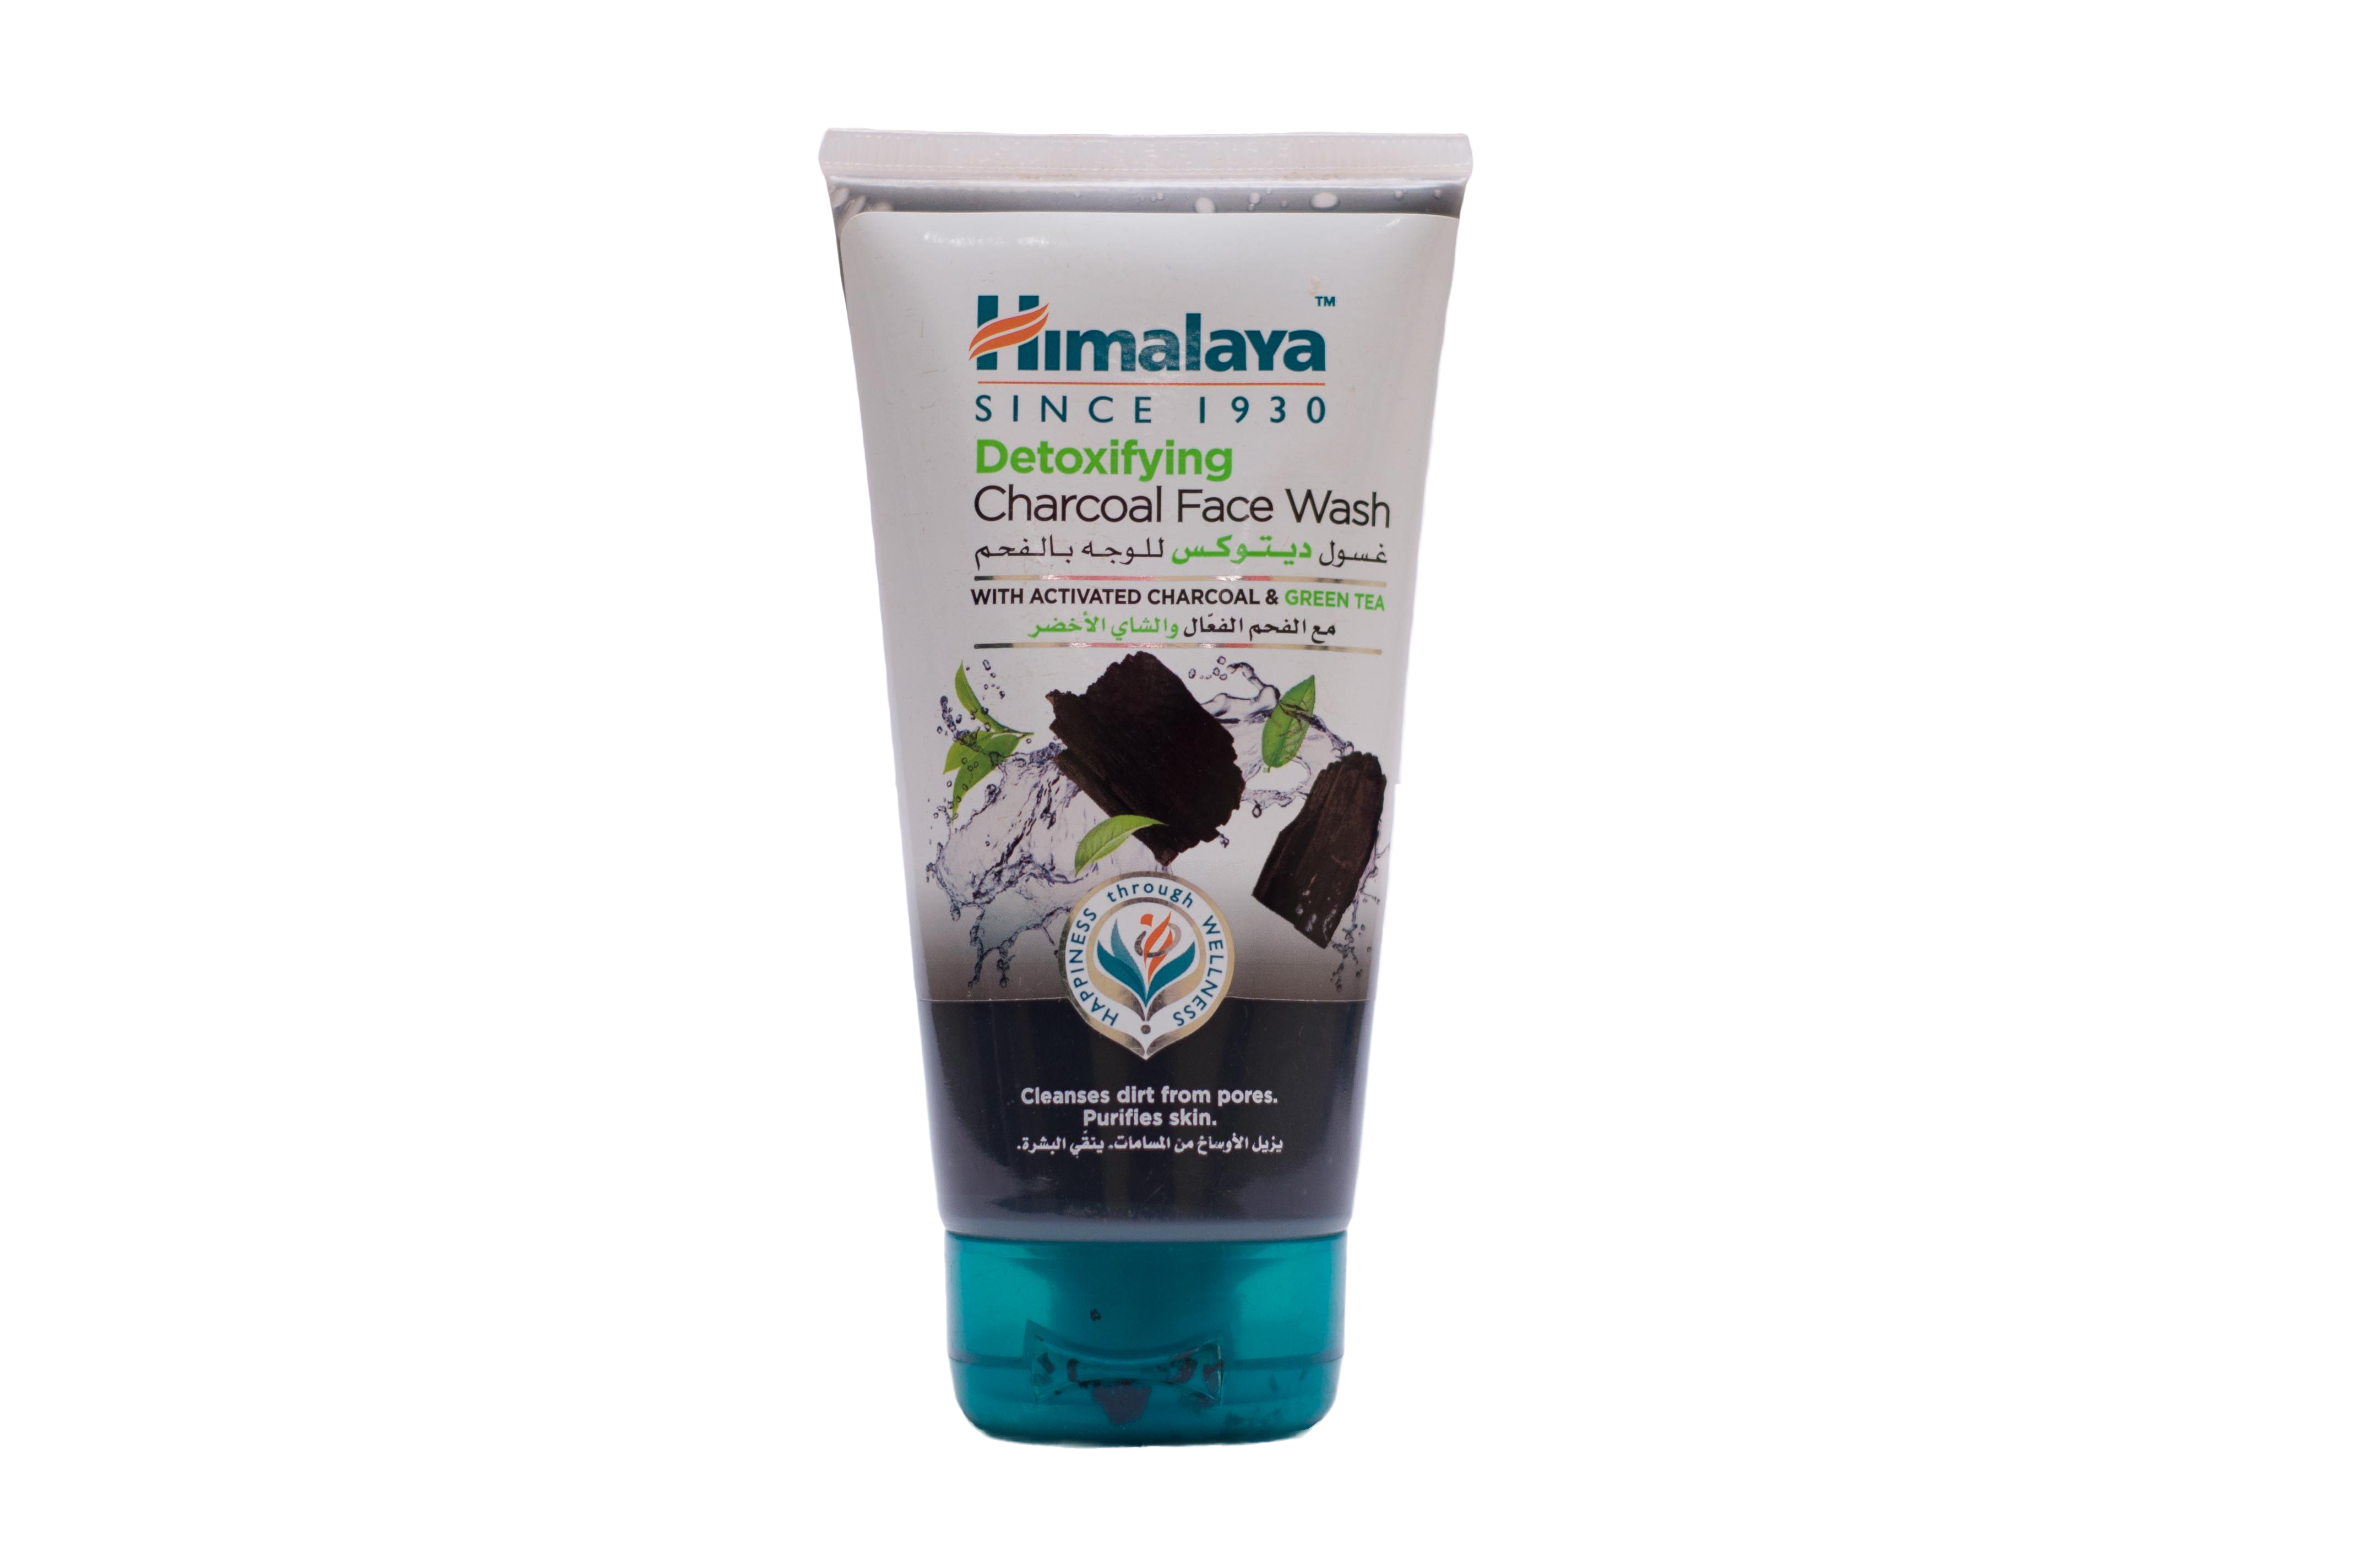 Himalaya™
SINCE 1930
Detoxifying
Charcoal Face Wash
غسول ديتوكس للوجه بالفحم
WITH ACTIVATED CHARCOAL & GREEN TEA
مع الفحم الفعّال والشاي الأخضر
HAPPINESS through WELLNESS
Cleanses dirt from pores.
Purifies skin.
يزيل الأوساخ من المسامات. ينقّي البشرة.